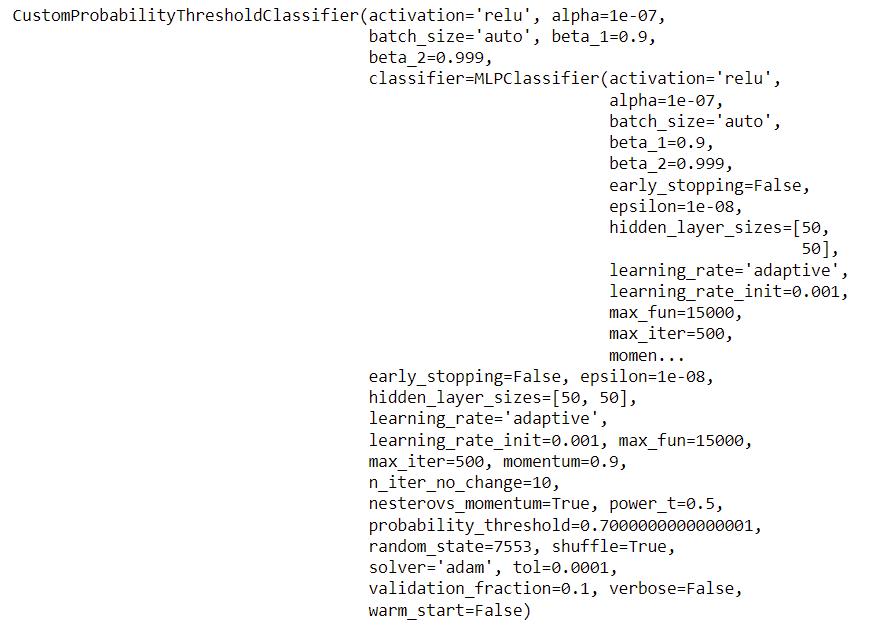 CustomProbabilityThresholdClassifier(activation='relu', alpha=1e-07,
batch_size='auto', beta_1=0.9,
beta_2=0.999,
classifier=MLPClassifier(activation='relu',
alpha=1e-07,
batch_size='auto',
beta_1=0.9,
beta_2=0.999,
early_stopping=False,
epsilon=1e-08,
hidden_layer_sizes=[50,
50],
learning_rate='adaptive',
learning_rate_init=0.001,
max_fun=15000,
max_iter=500,
momen...
early_stopping=False, epsilon=1e-08,
hidden_layer_sizes=[50, 50],
learning_rate='adaptive',
learning_rate_init=0.001, max_fun=15000,
max_iter=500, momentum=0.9,
n_iter_no_change=10,
nesterovs_momentum=True, power_t=0.5,
probability_threshold=0.7000000000000001,
random_state=7553, shuffle=True,
solver='adam', tol=0.0001,
validation_fraction=0.1, verbose=False,
warm_start=False)